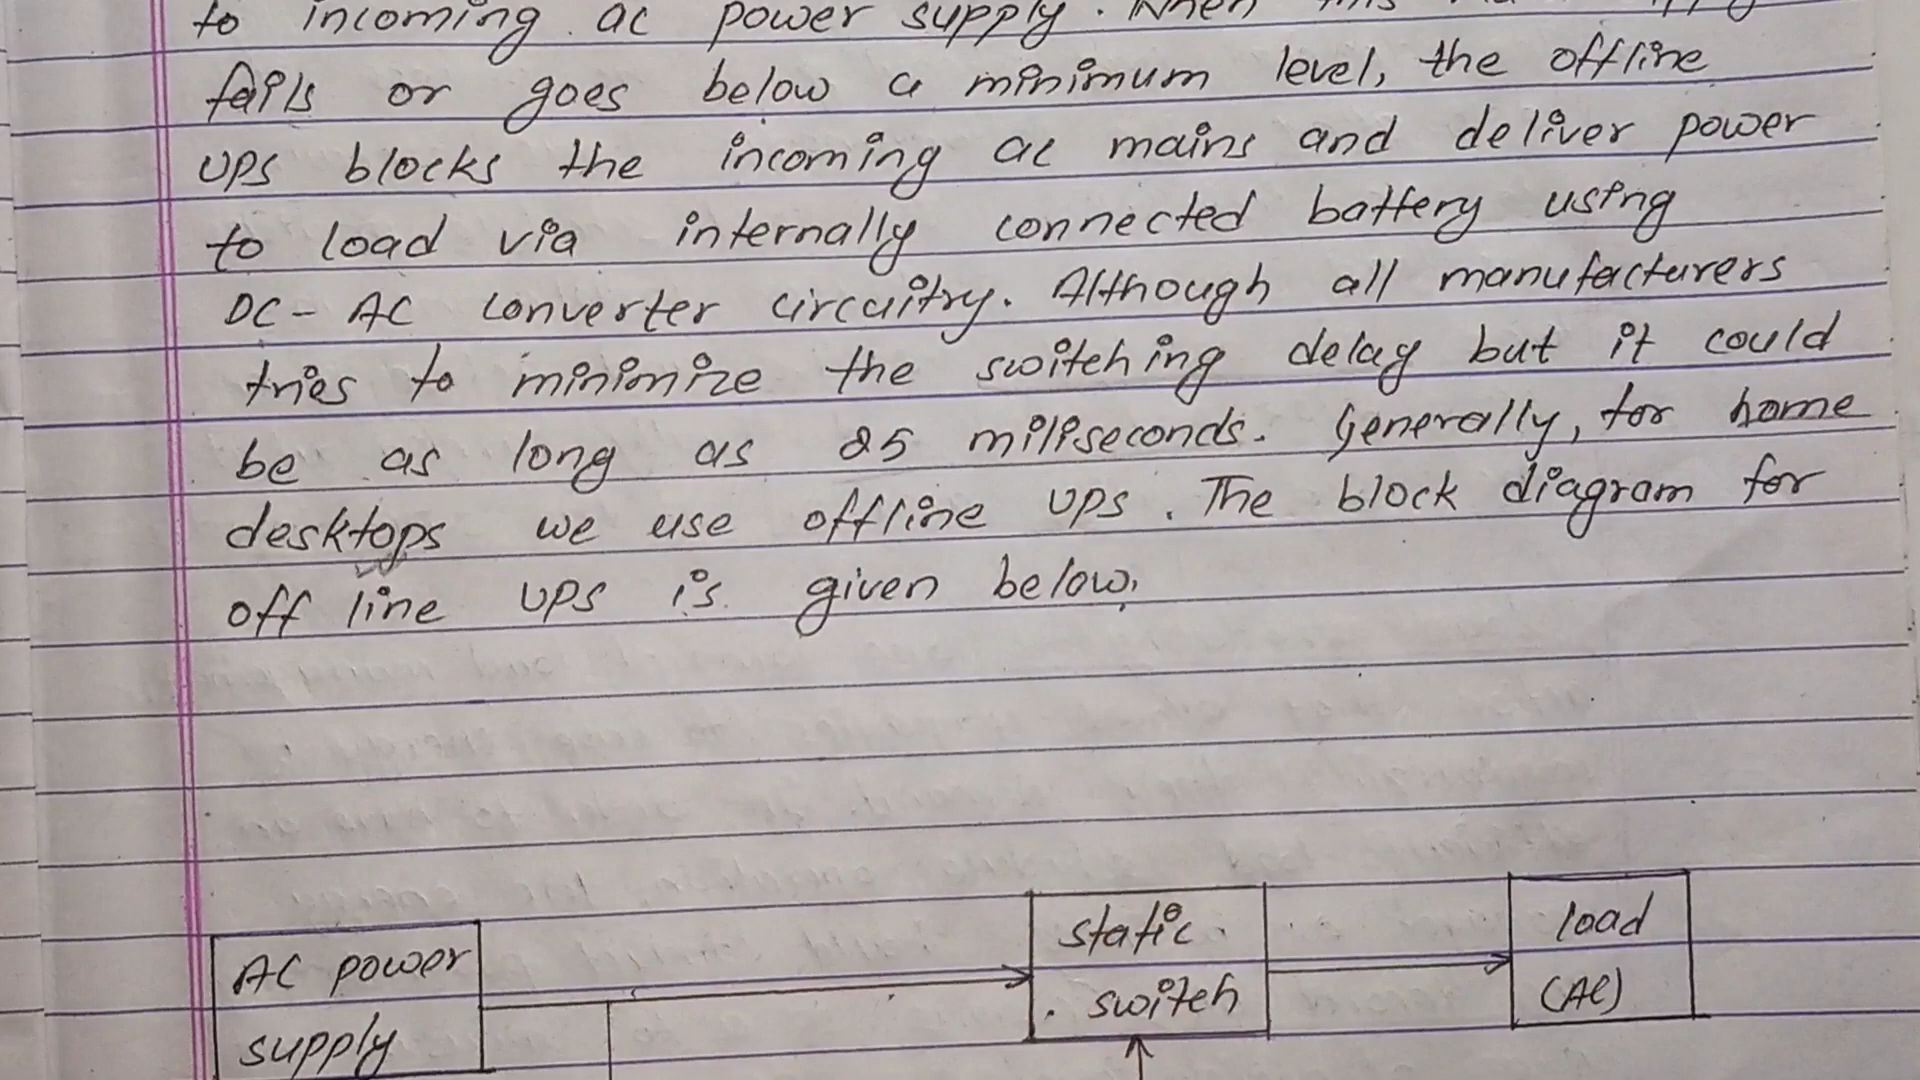 to incoming ac power supply. When this
fails or goes below a minimum level, the offline
UPS blocks the incoming ac mains and deliver power
to load via internally connected battery using
DC - AC converter circuitry. Although all manufacturers
tries to minimize the switching delay but it could
be as long as 25 miliseconds. Generally, for home
desktops we use offline UPS. The block diagram for
off line UPS is given below.
AC power
supply
static
switch
load
(AC)